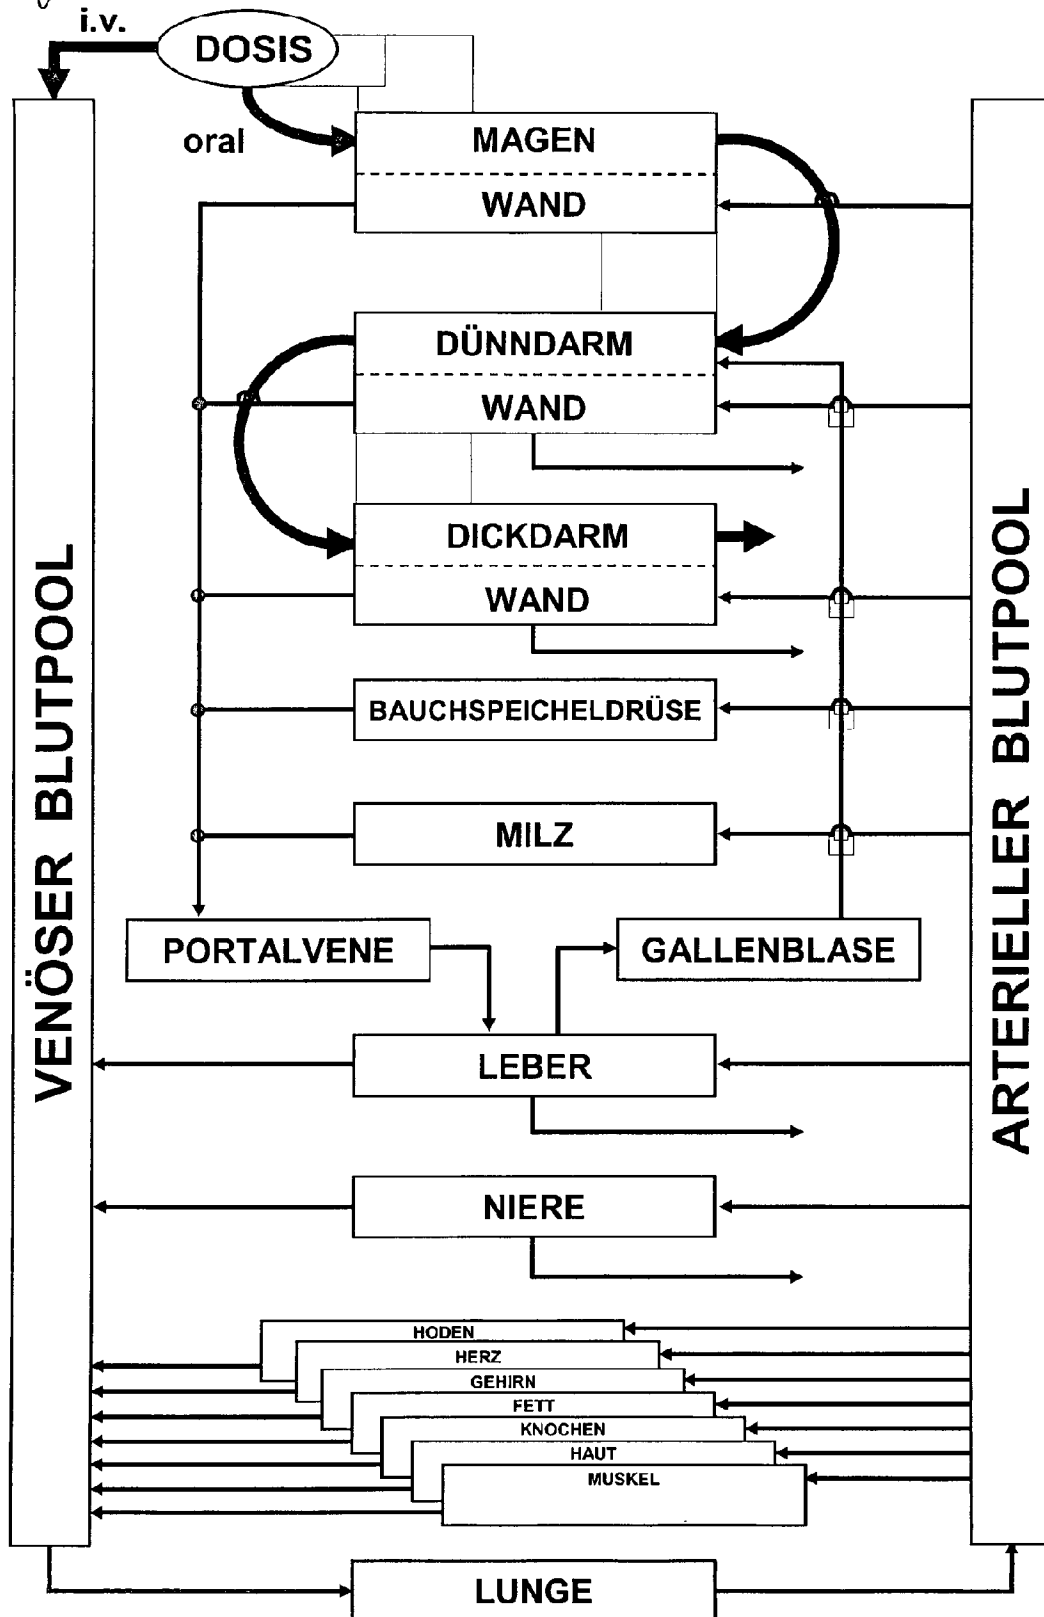 i.v.
DOSIS
oral
MAGEN
WAND
DÜNNDARM
WAND
DICKDARM
WAND
BAUCHSPEICHELDRÜSE
MILZ
PORTALVENE
GALLENBLASE
LEBER
NIERE
HODEN
HERZ
GEHIRN
FETT
KNOCHEN
HAUT
MUSKEL
LUNGE
VENÖSER BLUTPOOL
ARTERIELLER BLUTPOOL